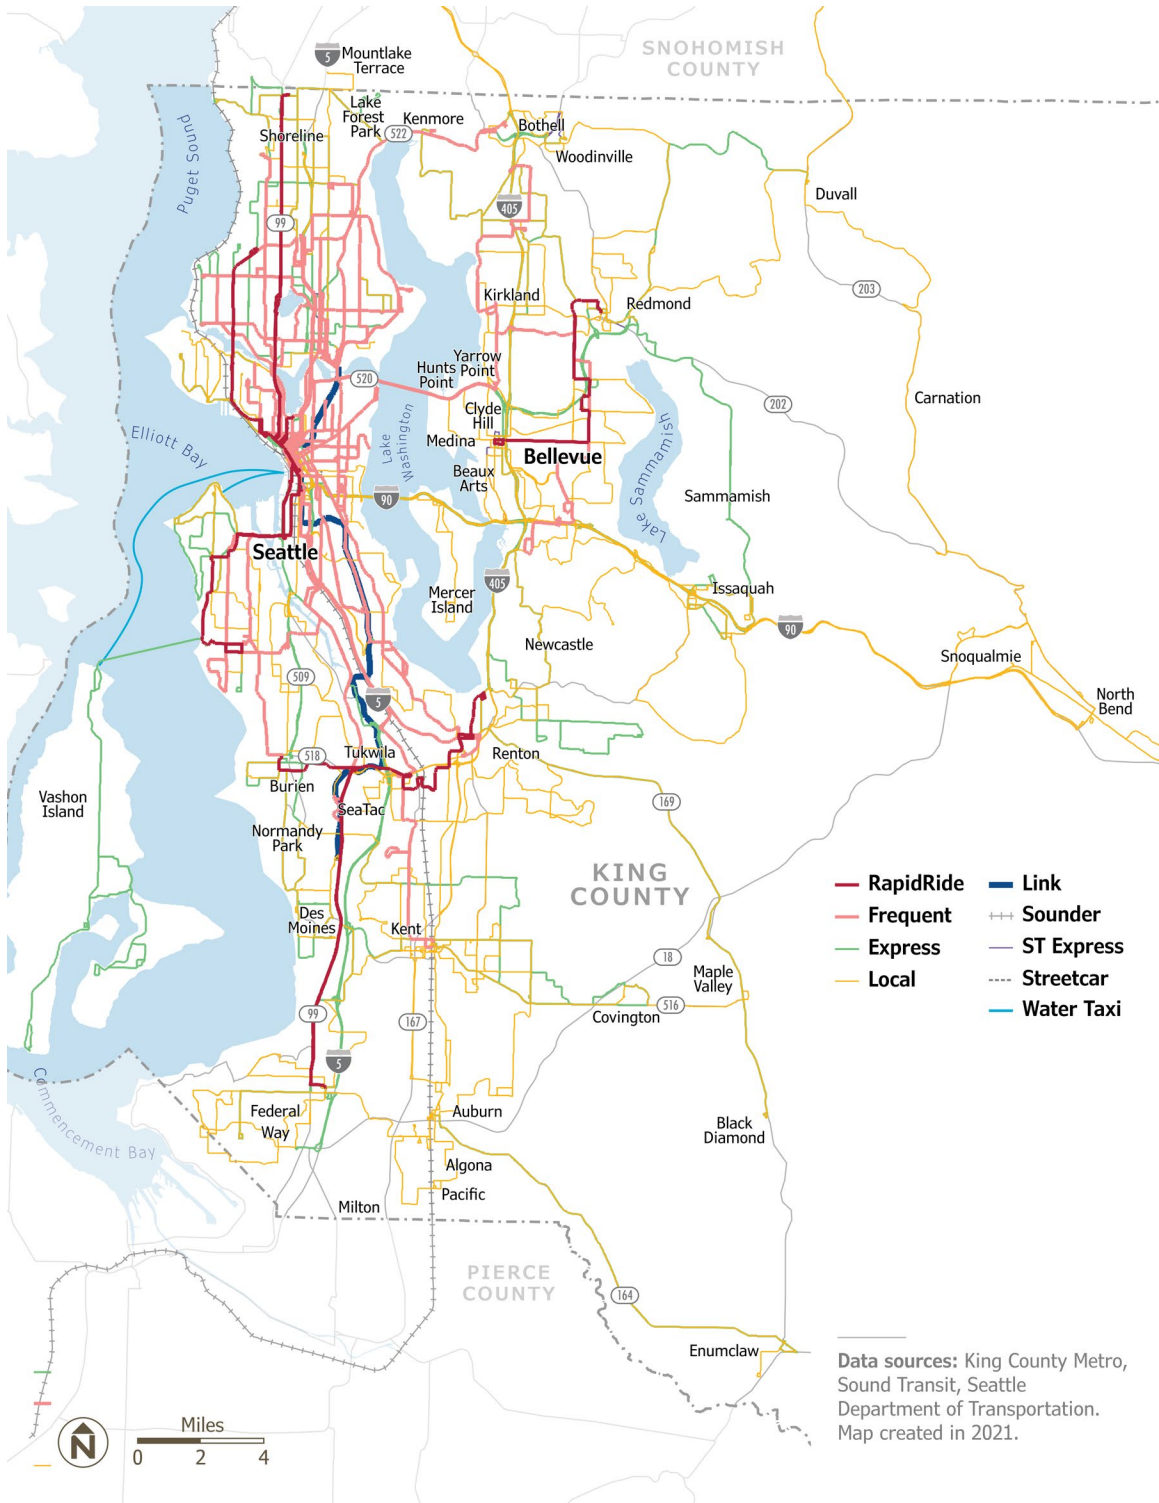 SNOHOMISH
COUNTY
5
Mountlake
Terrace
Lake
Forest
Park
522
Kenmore
Bothell
Woodinville
Shoreline
Puget Sound
Duvall
405
99
203
Kirkland
Redmond
Yarrow
Point
Hunts
Point
520
Clyde
Hill
202
Carnation
Medina
Elliott Bay
Lake
Washington
Bellevue
Lake Sammamish
Beaux
Arts
90
Sammamish
Seattle
405
Issaquah
Mercer
Island
90
Newcastle
Snoqualmie
509
5
North
Bend
518
Tukwila
Renton
Burien
Vashon
Island
SeaTac
169
Normandy
Park
KING
COUNTY
RapidRide
Link
Frequent
Sounder
Express
ST Express
Local
Streetcar
Water Taxi
Des
Moines
Kent
18
Maple
Valley
516
Covington
99
167
5
Commencement Bay
Federal
Way
Auburn
Black
Diamond
Algona
Pacific
Milton
PIERCE
COUNTY
164
Enumclaw
Data sources: King County Metro,
Sound Transit, Seattle
Department of Transportation.
Map created in 2021.
N
Miles
0 2 4